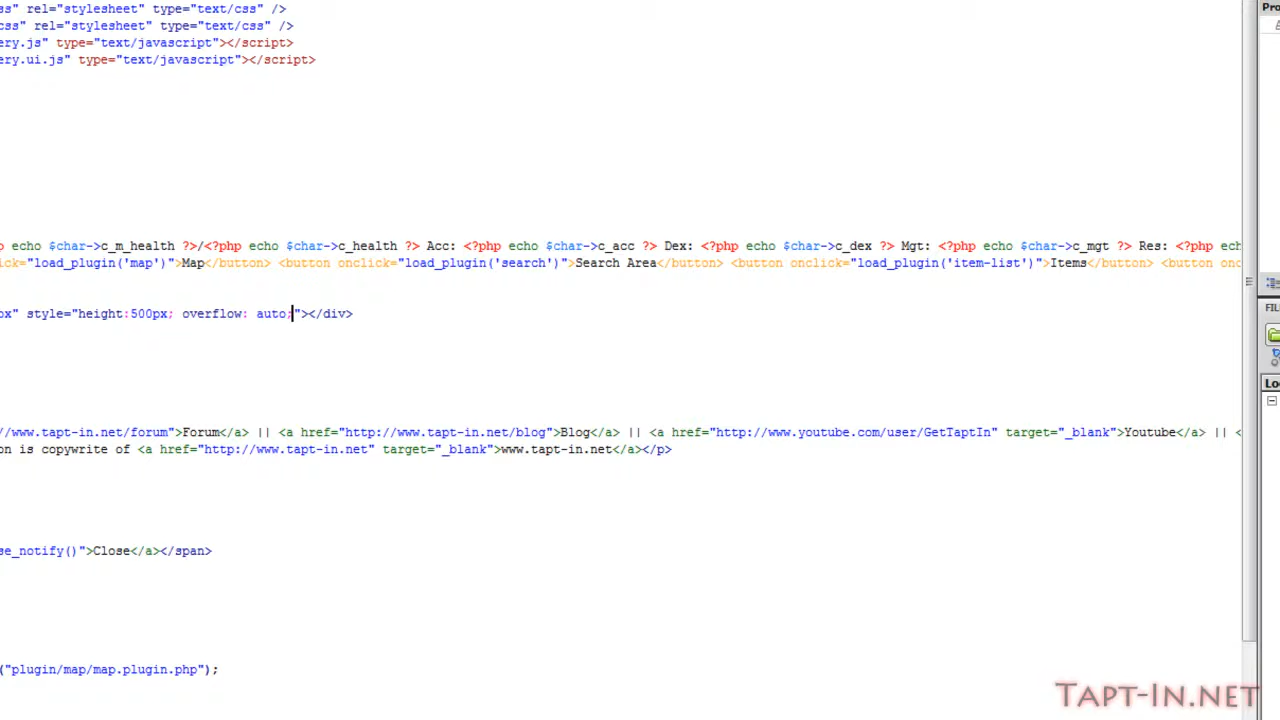 ss" rel="stylesheet" type="text/css" />
css" rel="stylesheet" type="text/css" />
ery.js" type="text/javascript"></script>
ery.ui.js" type="text/javascript"></script>
p echo $char->c_m_health ?>/<?php echo $char->c_health ?> Acc: <?php echo $char->c_acc ?> Dex: <?php echo $char->c_dex ?> Mgt: <?php echo $char->c_mgt ?> Res: <?php ec
ick="load_plugin('map')">Map</button> <button onclick="load_plugin('search')">Search Area</button> <button onclick="load_plugin('item-list')">Items</button> <button onc
ox" style="height:500px; overflow: auto;"></div>
//www.tapt-in.net/forum">Forum</a> || <a href="http://www.tapt-in.net/blog">Blog</a> || <a href="http://www.youtube.com/user/GetTaptIn" target="_blank">Youtube</a> || <
on is copywrite of <a href="http://www.tapt-in.net" target="_blank">www.tapt-in.net</a></p>
se_notify()">Close</a></span>
("plugin/map/map.plugin.php");
Pro
FIL
Lo
Tapt-In.net